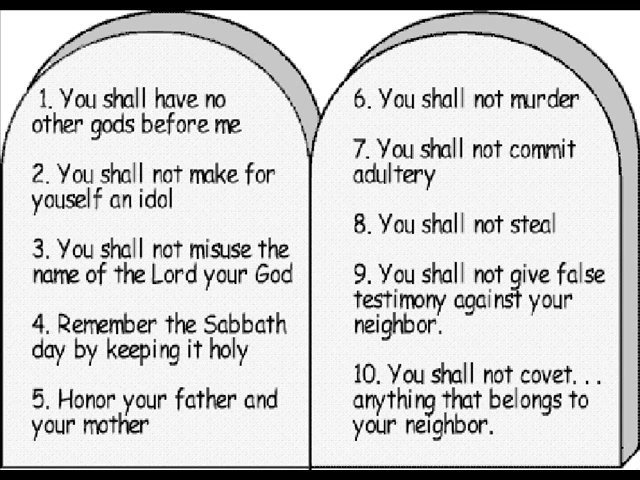 1. You shall have no
other gods before me
2. You shall not make for
youself an idol
3. You shall not misuse the
name of the Lord your God
4. Remember the Sabbath
day by keeping it holy
5. Honor your father and
your mother
6. You shall not murder
7. You shall not commit
adultery
8. You shall not steal
9. You shall not give false
testimony against your
neighbor.
10. You shall not covet. . .
anything that belongs to
your neighbor.